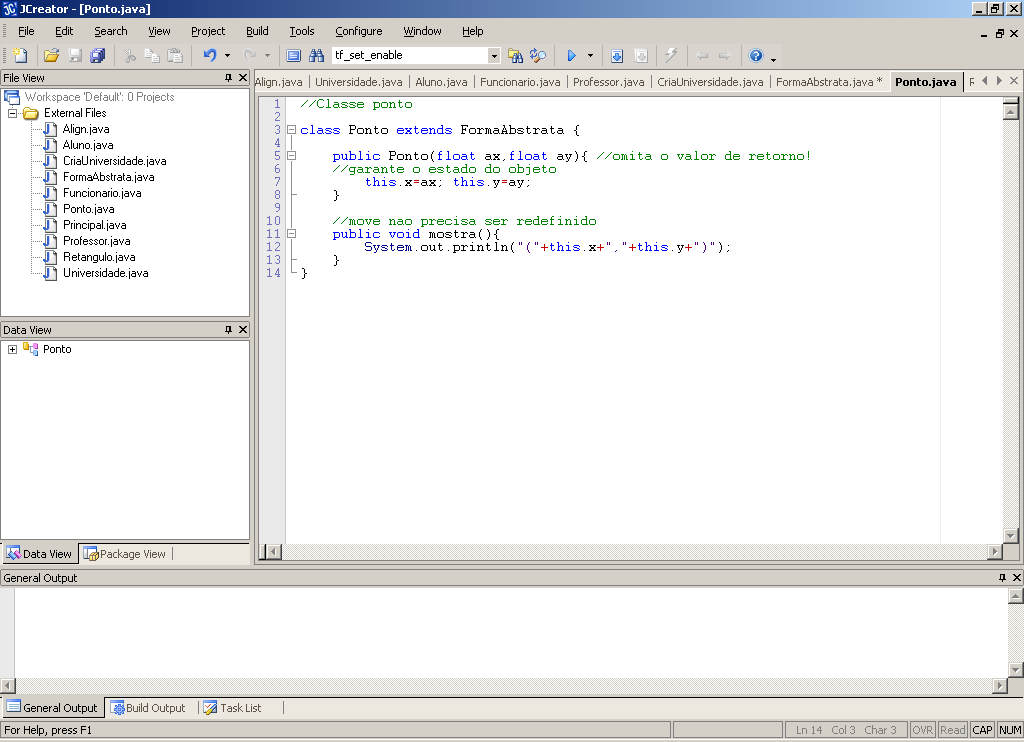 JCreator - [Ponto.java]
File Edit Search View Project Build Tools Configure Window Help
tf_set_enable
File View
Workspace 'Default': 0 Projects
External Files
Align.java
Aluno.java
CriaUniversidade.java
FormaAbstrata.java
Funcionario.java
Ponto.java
Principal.java
Professor.java
Retangulo.java
Universidade.java
Data View
Ponto
Data View Package View
Align.java Universidade.java Aluno.java Funcionario.java Professor.java CriaUniversidade.java FormaAbstrata.java * Ponto.java
1 //Classe ponto
2
3 class Ponto extends FormaAbstrata {
4
5 public Ponto(float ax,float ay){ //omita o valor de retorno!
6 //garante o estado do objeto
7 this.x=ax; this.y=ay;
8 }
9
10 //move nao precisa ser redefinido
11 public void mostra(){
12 System.out.println("("+this.x+","+this.y+")");
13 }
14 }
General Output
General Output Build Output Task List
For Help, press F1
Ln 14 Col 3 Char 3 OVR Read CAP NUM